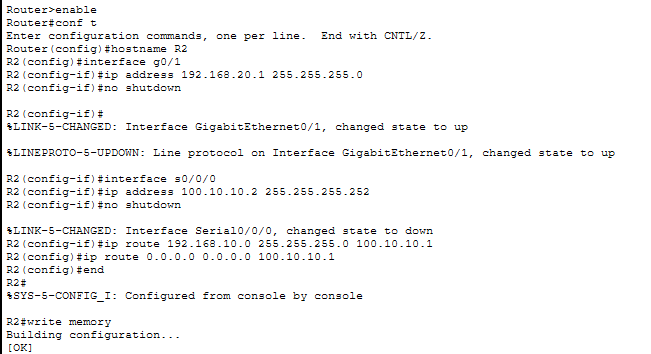 Router>enable
Router#conf t
Enter configuration commands, one per line.  End with CNTL/Z.
Router(config)#hostname R2
R2(config)#interface g0/1
R2(config-if)#ip address 192.168.20.1 255.255.255.0
R2(config-if)#no shutdown
R2(config-if)#
%LINK-5-CHANGED: Interface GigabitEthernet0/1, changed state to up
%LINEPROTO-5-UPDOWN: Line protocol on Interface GigabitEthernet0/1, changed state to up
R2(config-if)#interface s0/0/0
R2(config-if)#ip address 100.10.10.2 255.255.255.252
R2(config-if)#no shutdown
%LINK-5-CHANGED: Interface Serial0/0/0, changed state to down
R2(config-if)#ip route 192.168.10.0 255.255.255.0 100.10.10.1
R2(config)#ip route 0.0.0.0 0.0.0.0 100.10.10.1
R2(config)#end
R2#
%SYS-5-CONFIG_I: Configured from console by console
R2#write memory
Building configuration...
[OK]